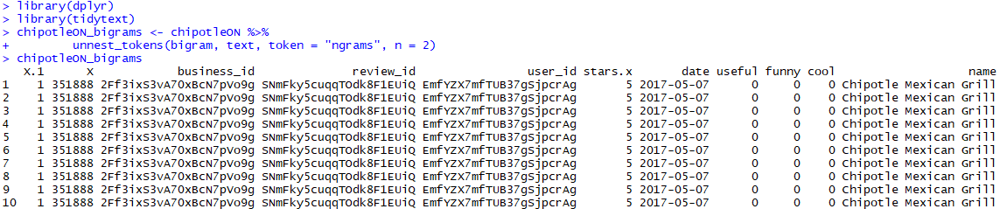 > library(dplyr)
> library(tidytext)
> chipotleON_bigrams <- chipotleON %>%
+         unnest_tokens(bigram, text, token = "ngrams", n = 2)
> chipotleON_bigrams
X.1 X business_id review_id user_id stars.x date useful funny cool name
1 1 351888 2Ff3ixS3vA70xBcN7pVo9g SNmFky5cuqqTOdk8F1EUiQ EmfYZX7mfTUB37gSjpcrAg 5 2017-05-07 0 0 0 Chipotle Mexican Grill
2 1 351888 2Ff3ixS3vA70xBcN7pVo9g SNmFky5cuqqTOdk8F1EUiQ EmfYZX7mfTUB37gSjpcrAg 5 2017-05-07 0 0 0 Chipotle Mexican Grill
3 1 351888 2Ff3ixS3vA70xBcN7pVo9g SNmFky5cuqqTOdk8F1EUiQ EmfYZX7mfTUB37gSjpcrAg 5 2017-05-07 0 0 0 Chipotle Mexican Grill
4 1 351888 2Ff3ixS3vA70xBcN7pVo9g SNmFky5cuqqTOdk8F1EUiQ EmfYZX7mfTUB37gSjpcrAg 5 2017-05-07 0 0 0 Chipotle Mexican Grill
5 1 351888 2Ff3ixS3vA70xBcN7pVo9g SNmFky5cuqqTOdk8F1EUiQ EmfYZX7mfTUB37gSjpcrAg 5 2017-05-07 0 0 0 Chipotle Mexican Grill
6 1 351888 2Ff3ixS3vA70xBcN7pVo9g SNmFky5cuqqTOdk8F1EUiQ EmfYZX7mfTUB37gSjpcrAg 5 2017-05-07 0 0 0 Chipotle Mexican Grill
7 1 351888 2Ff3ixS3vA70xBcN7pVo9g SNmFky5cuqqTOdk8F1EUiQ EmfYZX7mfTUB37gSjpcrAg 5 2017-05-07 0 0 0 Chipotle Mexican Grill
8 1 351888 2Ff3ixS3vA70xBcN7pVo9g SNmFky5cuqqTOdk8F1EUiQ EmfYZX7mfTUB37gSjpcrAg 5 2017-05-07 0 0 0 Chipotle Mexican Grill
9 1 351888 2Ff3ixS3vA70xBcN7pVo9g SNmFky5cuqqTOdk8F1EUiQ EmfYZX7mfTUB37gSjpcrAg 5 2017-05-07 0 0 0 Chipotle Mexican Grill
10 1 351888 2Ff3ixS3vA70xBcN7pVo9g SNmFky5cuqqTOdk8F1EUiQ EmfYZX7mfTUB37gSjpcrAg 5 2017-05-07 0 0 0 Chipotle Mexican Grill